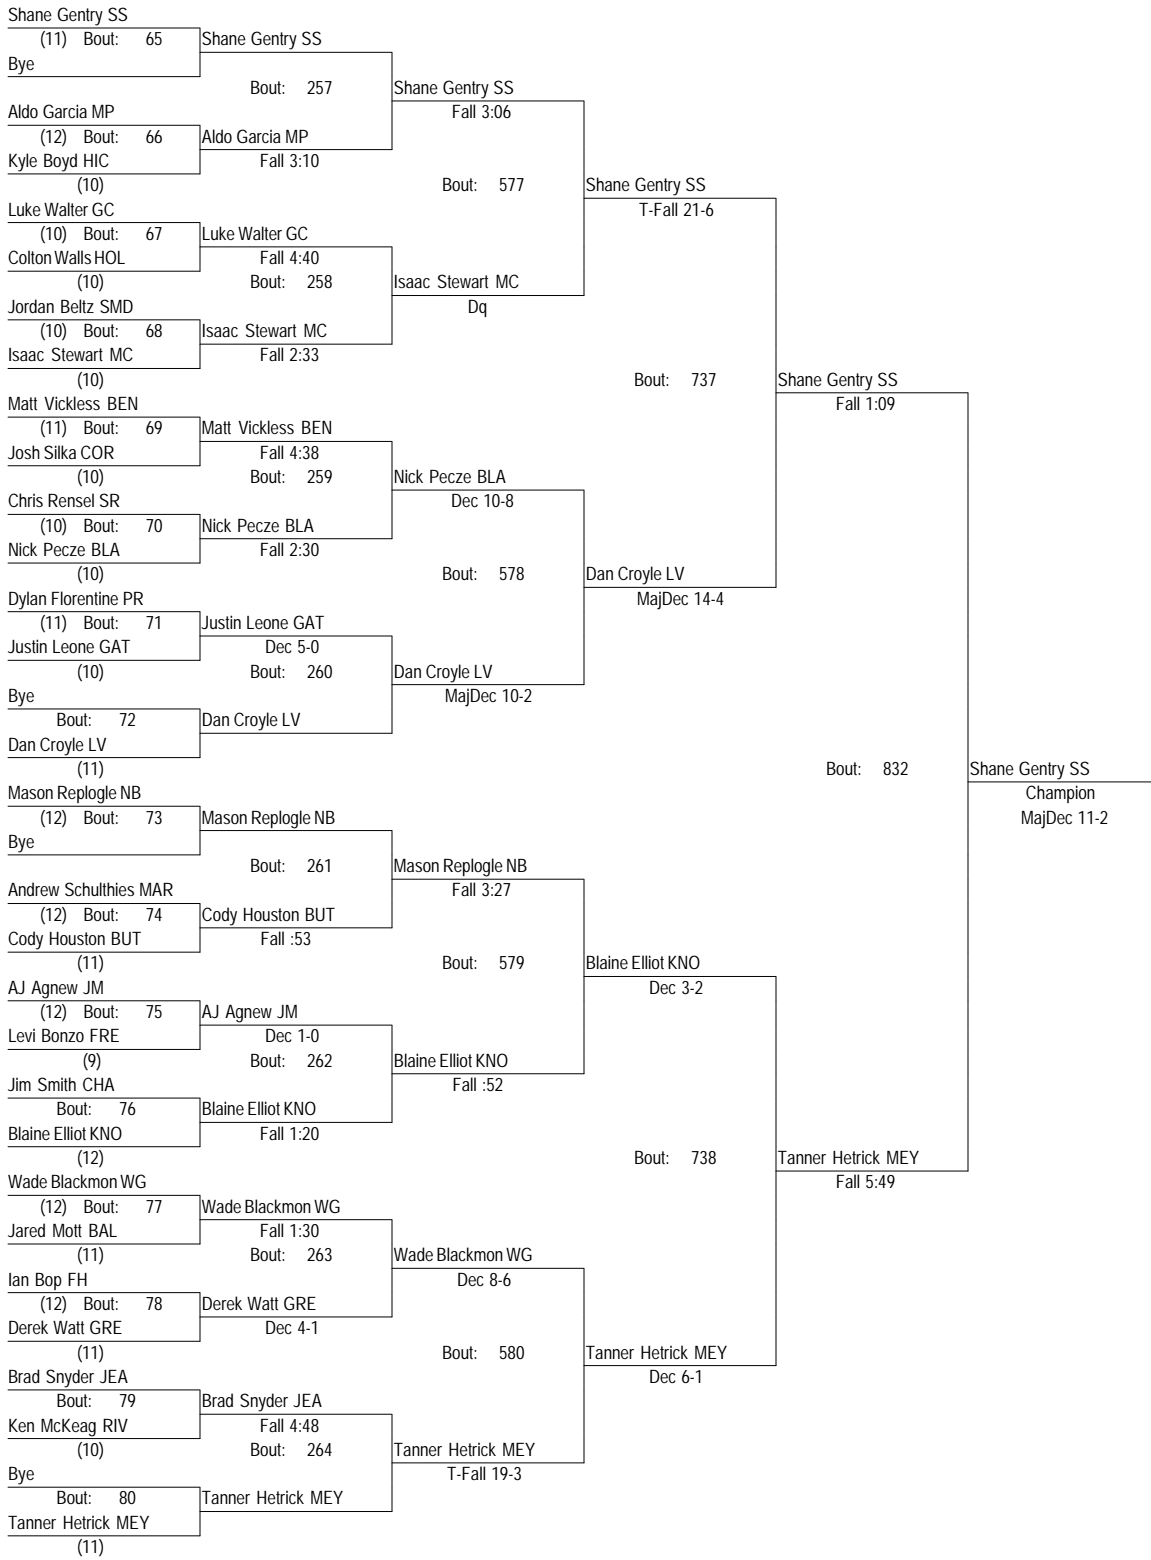 Shane Gentry SS
(11) Bout: 65 Shane Gentry SS
Bye
Bout: 257 Shane Gentry SS
Aldo Garcia MP Fall 3:06
(12) Bout: 66 Aldo Garcia MP
Kyle Boyd HIC Fall 3:10
(10) Bout: 577 Shane Gentry SS
Luke Walter GC T-Fall 21-6
(10) Bout: 67 Luke Walter GC
Colton Walls HOL Fall 4:40
(10) Bout: 258 Isaac Stewart MC
Jordan Beltz SMD Dq
(10) Bout: 68 Isaac Stewart MC
Isaac Stewart MC Fall 2:33
(10) Bout: 737 Shane Gentry SS
Matt Vickless BEN Fall 1:09
(11) Bout: 69 Matt Vickless BEN
Josh Silka COR Fall 4:38
(10) Bout: 259 Nick Pecze BLA
Chris Rensel SR Dec 10-8
(10) Bout: 70 Nick Pecze BLA
Nick Pecze BLA Fall 2:30
(10) Bout: 578 Dan Croyle LV
Dylan Florentine PR MajDec 14-4
(11) Bout: 71 Justin Leone GAT
Justin Leone GAT Dec 5-0
(10) Bout: 260 Dan Croyle LV
Bye MajDec 10-2
Bout: 72 Dan Croyle LV
Dan Croyle LV
(11) Bout: 832 Shane Gentry SS
Mason Replogle NB Champion
(12) Bout: 73 Mason Replogle NB MajDec 11-2
Bye
Bout: 261 Mason Replogle NB
Andrew Schulthies MAR Fall 3:27
(12) Bout: 74 Cody Houston BUT
Cody Houston BUT Fall :53
(11) Bout: 579 Blaine Elliot KNO
AJ Agnew JM Dec 3-2
(12) Bout: 75 AJ Agnew JM
Levi Bonzo FRE Dec 1-0
(9) Bout: 262 Blaine Elliot KNO
Jim Smith CHA Fall :52
Bout: 76 Blaine Elliot KNO
Blaine Elliot KNO Fall 1:20
(12) Bout: 738 Tanner Hetrick MEY
Wade Blackmon WG Fall 5:49
(12) Bout: 77 Wade Blackmon WG
Jared Mott BAL Fall 1:30
(11) Bout: 263 Wade Blackmon WG
Ian Bop FH Dec 8-6
(12) Bout: 78 Derek Watt GRE
Derek Watt GRE Dec 4-1
(11) Bout: 580 Tanner Hetrick MEY
Brad Snyder JEA Dec 6-1
Bout: 79 Brad Snyder JEA
Ken McKeag RIV Fall 4:48
(10) Bout: 264 Tanner Hetrick MEY
Bye T-Fall 19-3
Bout: 80 Tanner Hetrick MEY
Tanner Hetrick MEY
(11)